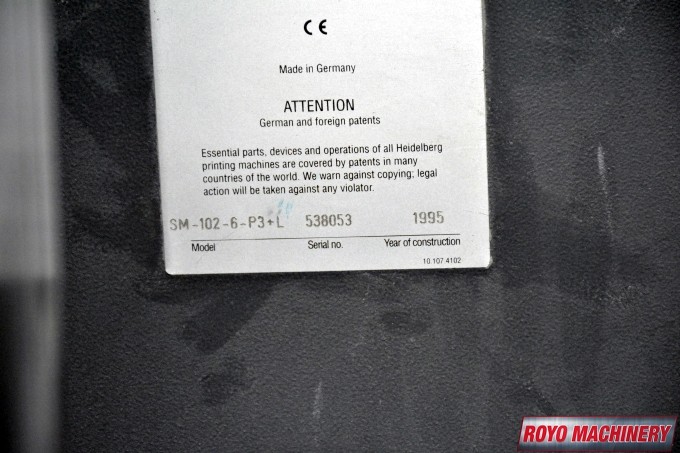 CE
Made in Germany
ATTENTION
German and foreign patents
Essential parts, devices and operations of all Heidelberg
printing machines are covered by patents in many
countries of the world. We warn against copying; legal
action will be taken against any violator.
SM-102-6-P3+L 538053 1995
Model Serial no. Year of construction
10 107 4102
ROYO MACHINERY